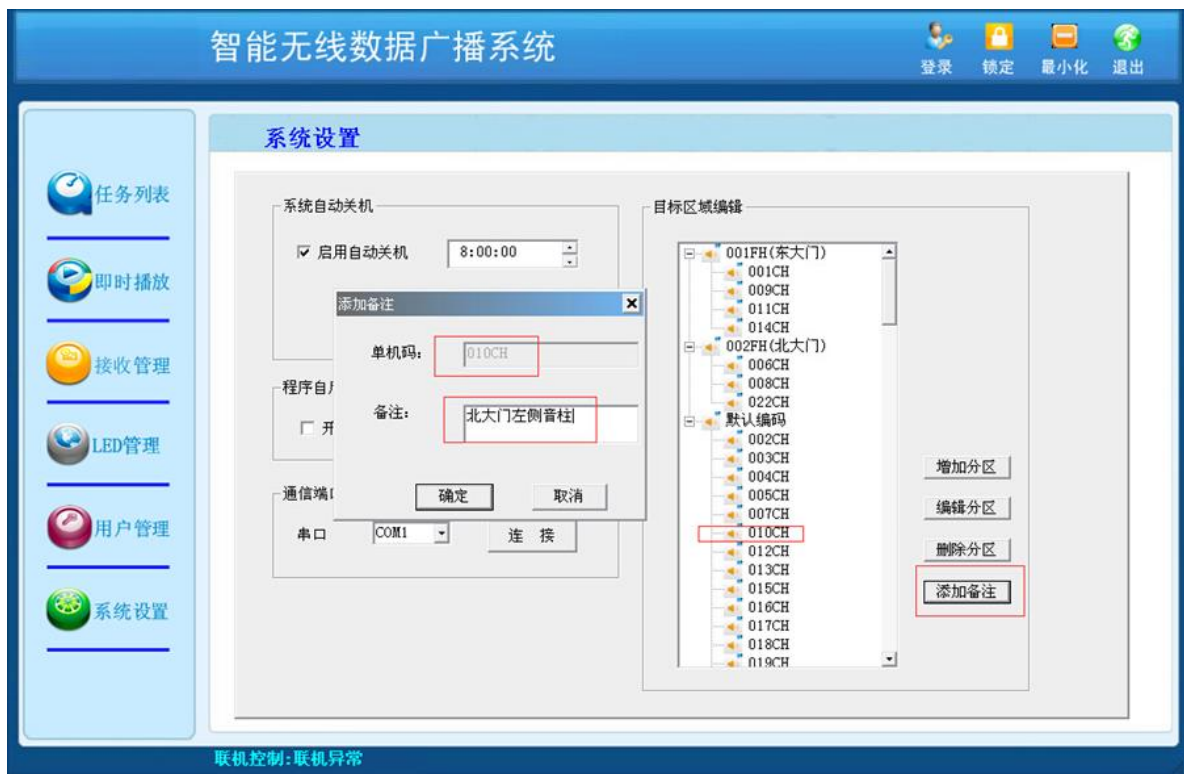 智能无线数据广播系统
登录 锁定 最小化 退出
系统设置
任务列表
即时播放
接收管理
LED管理
用户管理
系统设置
系统自动关机
启用自动关机 8:00:00
添加备注
单机码: 010CH
备注: 北大门左侧音柱
确定 取消
程序自
开
通信端
串口 COM1 连 接
目标区域编辑
001FH(东大门)
001CH
009CH
011CH
014CH
002FH(北大门)
006CH
008CH
022CH
默认编码
002CH
003CH
004CH
005CH
007CH
010CH
012CH
013CH
015CH
016CH
017CH
018CH
019CH
增加分区
编辑分区
删除分区
添加备注
联机控制:联机异常